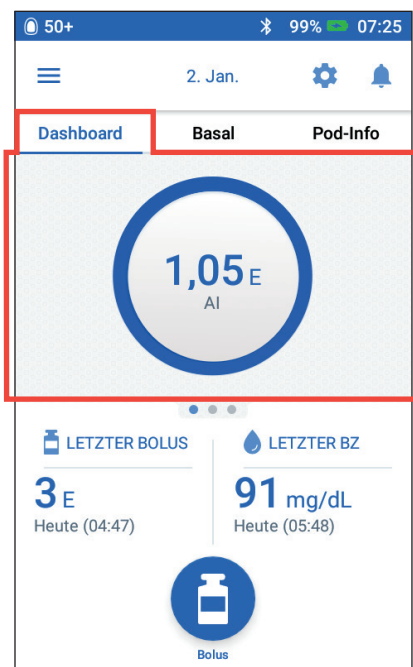 50+ 99% 07:25
2. Jan.
Dashboard Basal Pod-Info
1,05 E
AI
LETZTER BOLUS LETZTER BZ
3 E 91 mg/dL
Heute (04:47) Heute (05:48)
Bolus